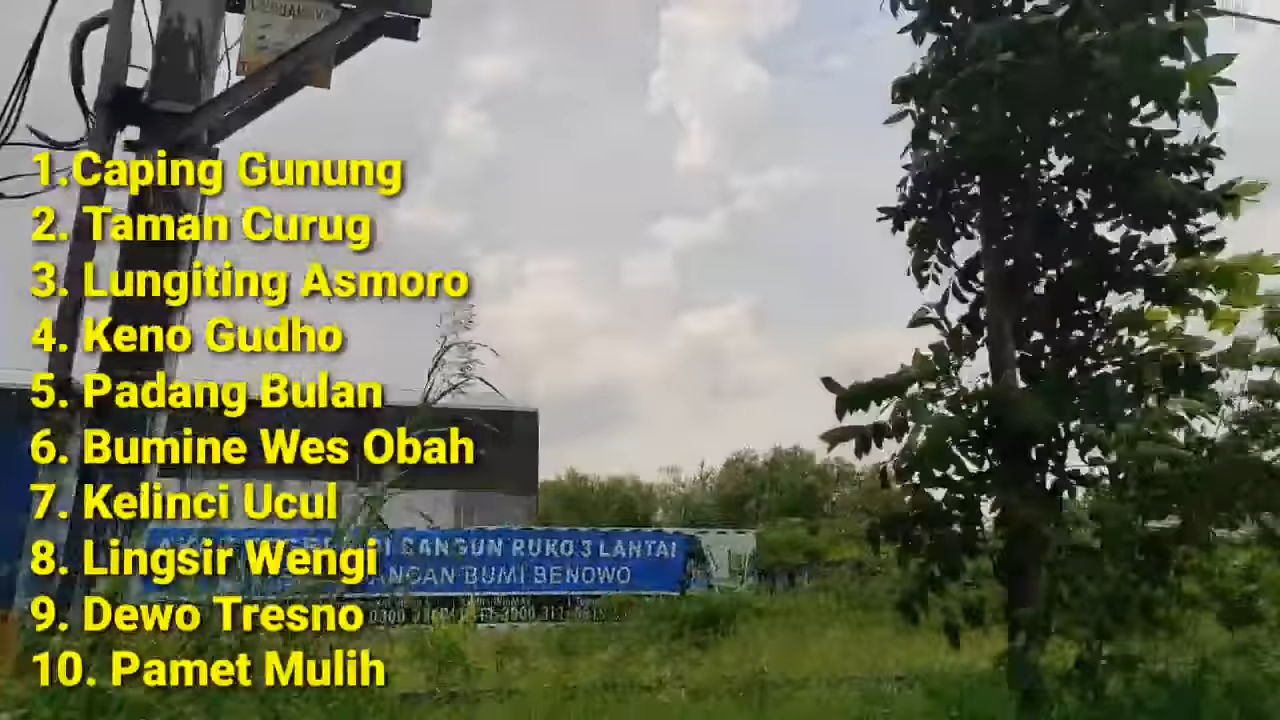 1.Caping Gunung
2. Taman Curug
3. Lungiting Asmoro
4. Keno Gudho
5. Padang Bulan
6. Bumine Wes Obah
7. Kelinci Ucul
8. Lingsir Wengi
9. Dewo Tresno
10. Pamet Mulih
BANGUN RUKO 3 LANTAI
BUMI BENOWO